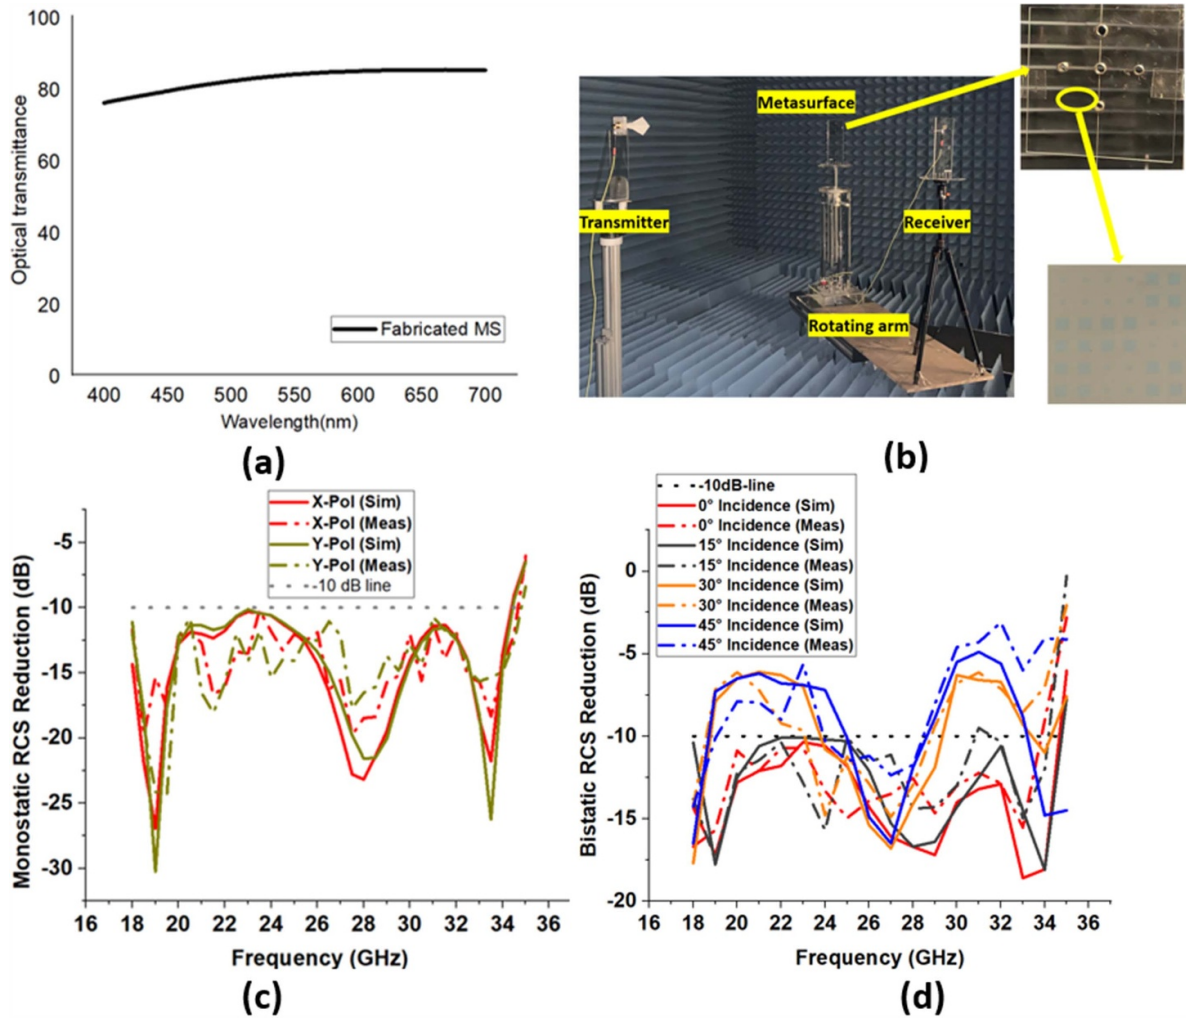 100
80
60
40
20
0
Optical transmittance
Fabricated MS
400 450 500 550 600 650 700
Wavelength(nm)
(a)
Metasurface
Transmitter
Receiver
Rotating arm
(b)
X-Pol (Sim)
X-Pol (Meas)
Y-Pol (Sim)
Y-Pol (Meas)
-10 dB line
-5
-10
-15
-20
-25
-30
Monostatic RCS Reduction (dB)
16 18 20 22 24 26 28 30 32 34 36
Frequency (GHz)
(c)
-10dB-line
0° Incidence (Sim)
0° Incidence (Meas)
15° Incidence (Sim)
15° Incidence (Meas)
30° Incidence (Sim)
30° Incidence (Meas)
45° Incidence (Sim)
45° Incidence (Meas)
0
-5
-10
-15
-20
Bistatic RCS Reduction (dB)
16 18 20 22 24 26 28 30 32 34 36
Frequency (GHz)
(d)